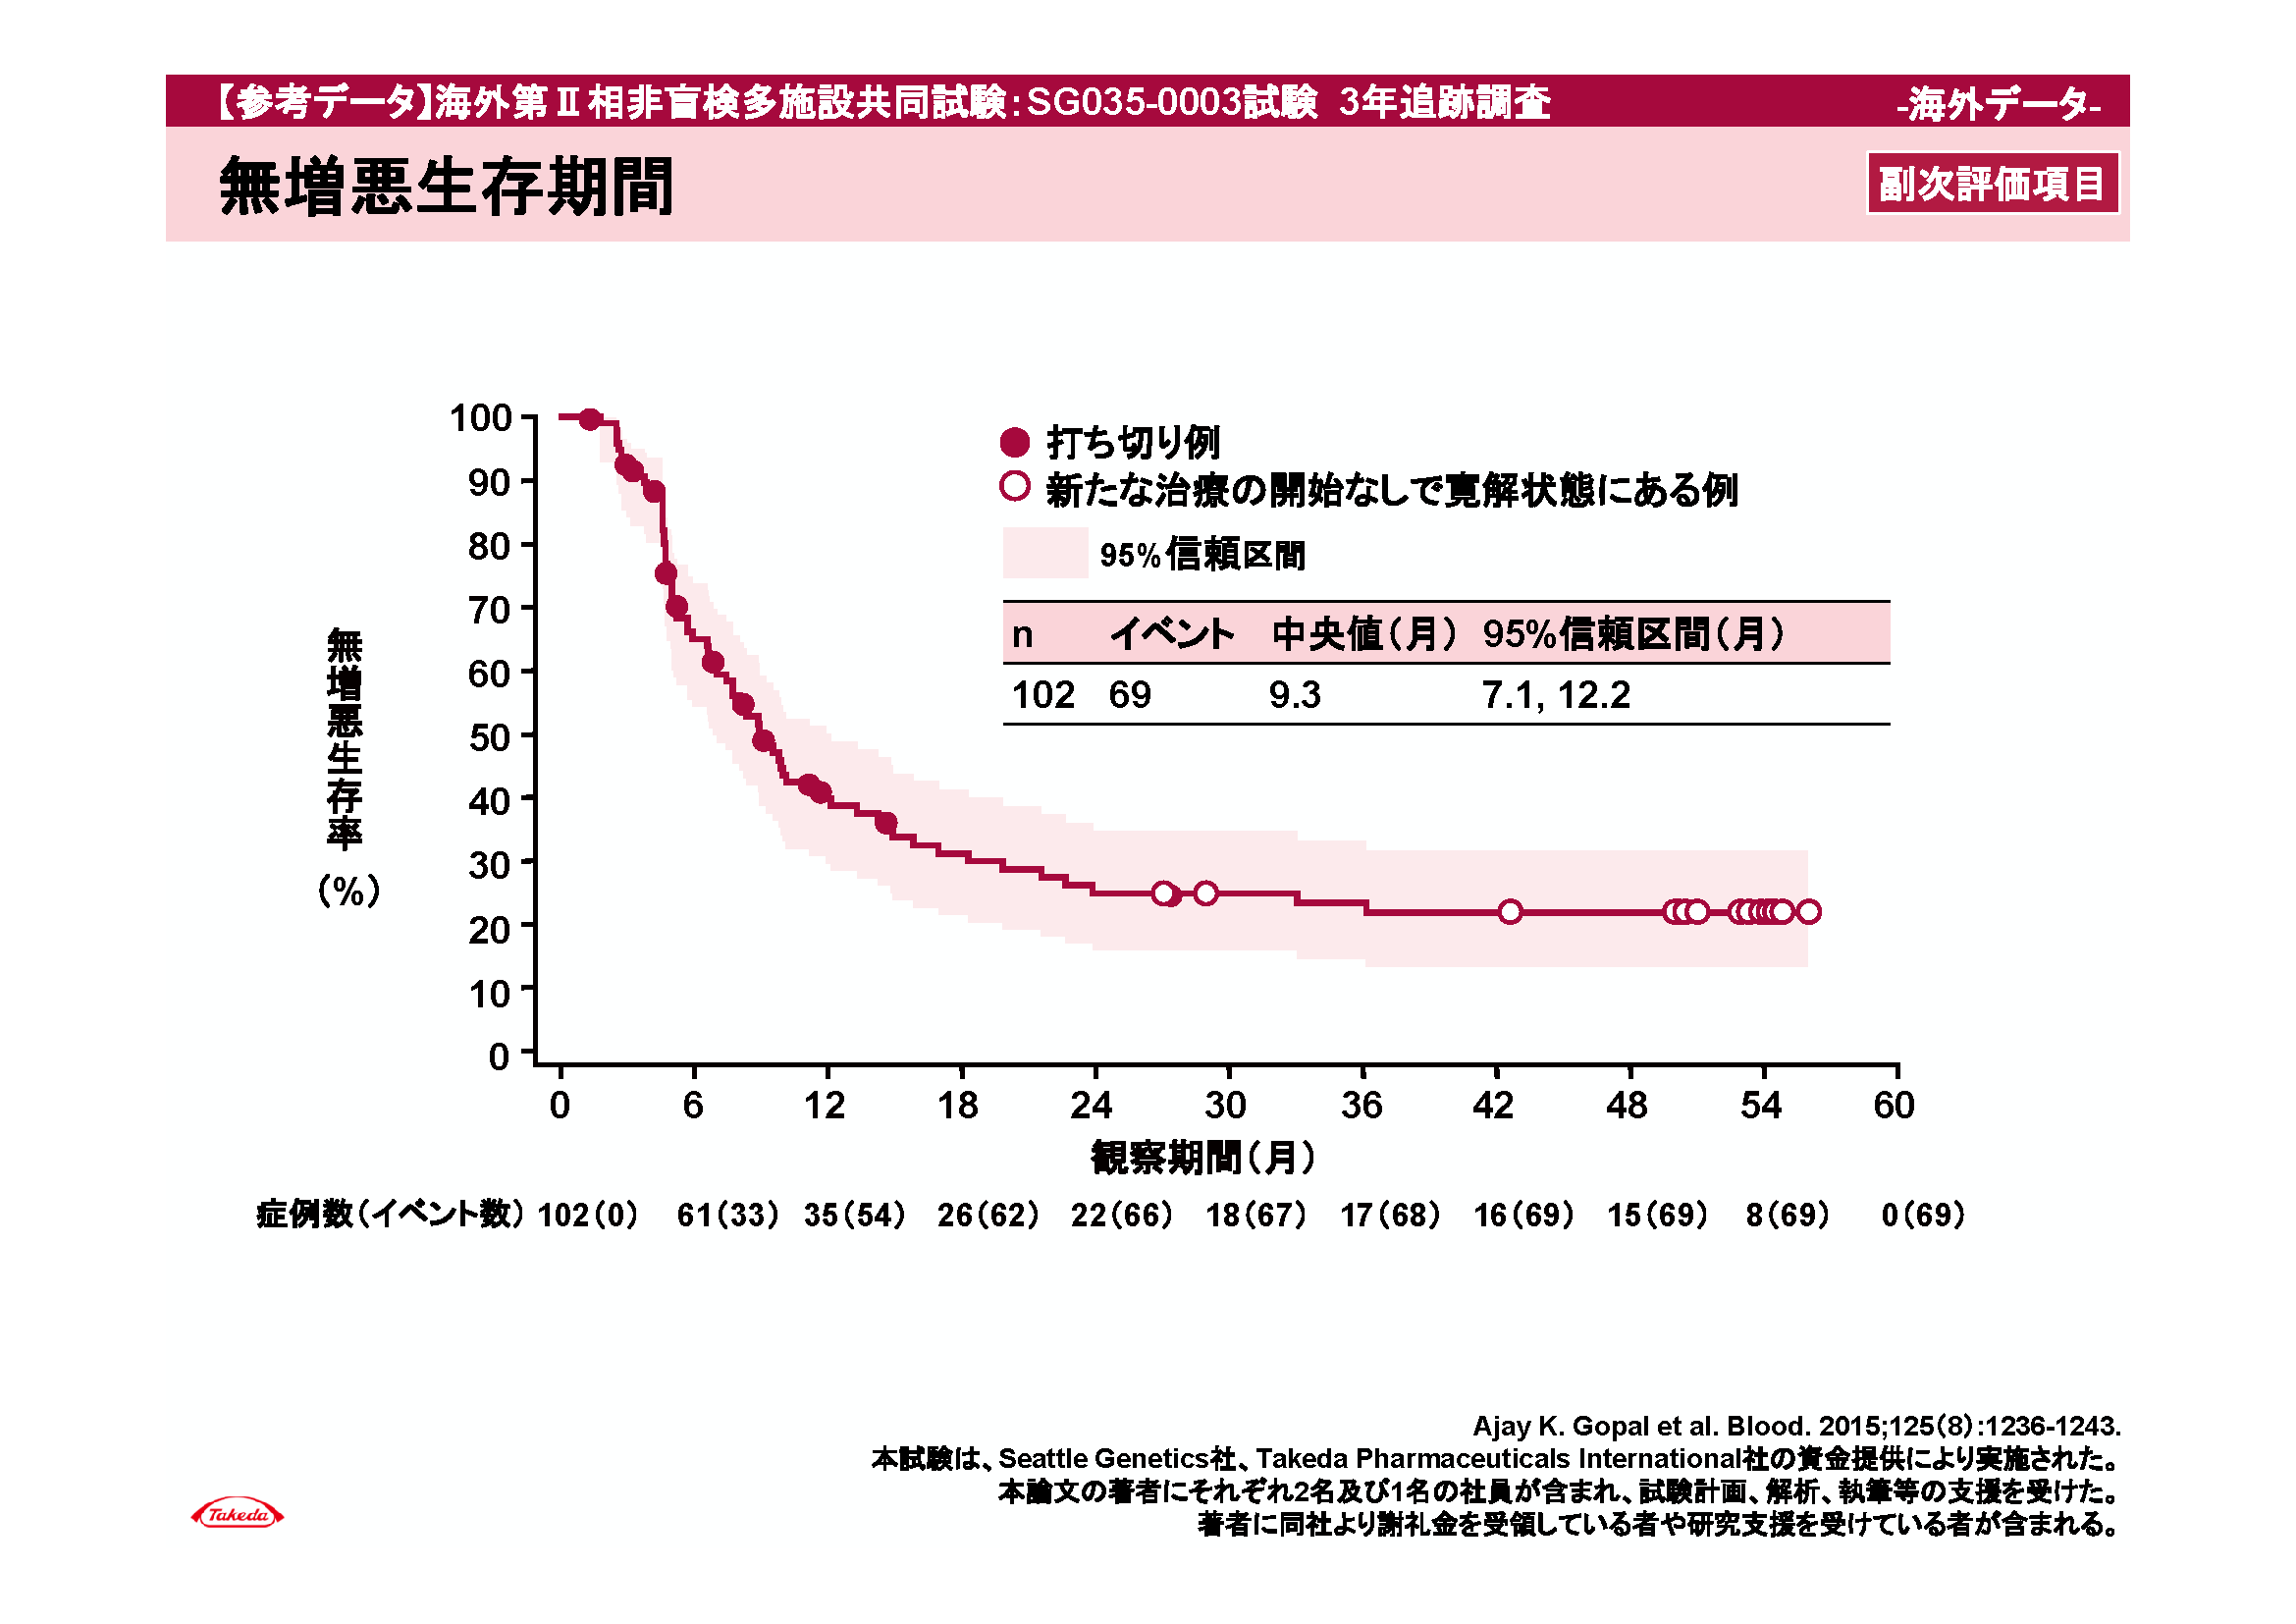 【参考データ】海外第Ⅱ相非盲検多施設共同試験：SG035-0003試験 3年追跡調査
-海外データ-
無増悪生存期間
副次評価項目
打ち切り例
新たな治療の開始なしで寛解状態にある例
95%信頼区間
n イベント 中央値（月） 95%信頼区間（月）
102 69 9.3 7.1, 12.2
無増悪生存率（%）
100
90
80
70
60
50
40
30
20
10
0
0 6 12 18 24 30 36 42 48 54 60
観察期間（月）
症例数（イベント数） 102（0） 61（33） 35（54） 26（62） 22（66） 18（67） 17（68） 16（69） 15（69） 8（69） 0（69）
Ajay K. Gopal et al. Blood. 2015;125（8）:1236-1243.
本試験は、Seattle Genetics社、Takeda Pharmaceuticals International社の資金提供により実施された。
本論文の著者にそれぞれ2名及び1名の社員が含まれ、試験計画、解析、執筆等の支援を受けた。
著者に同社より謝礼金を受領している者や研究支援を受けている者が含まれる。
Takeda